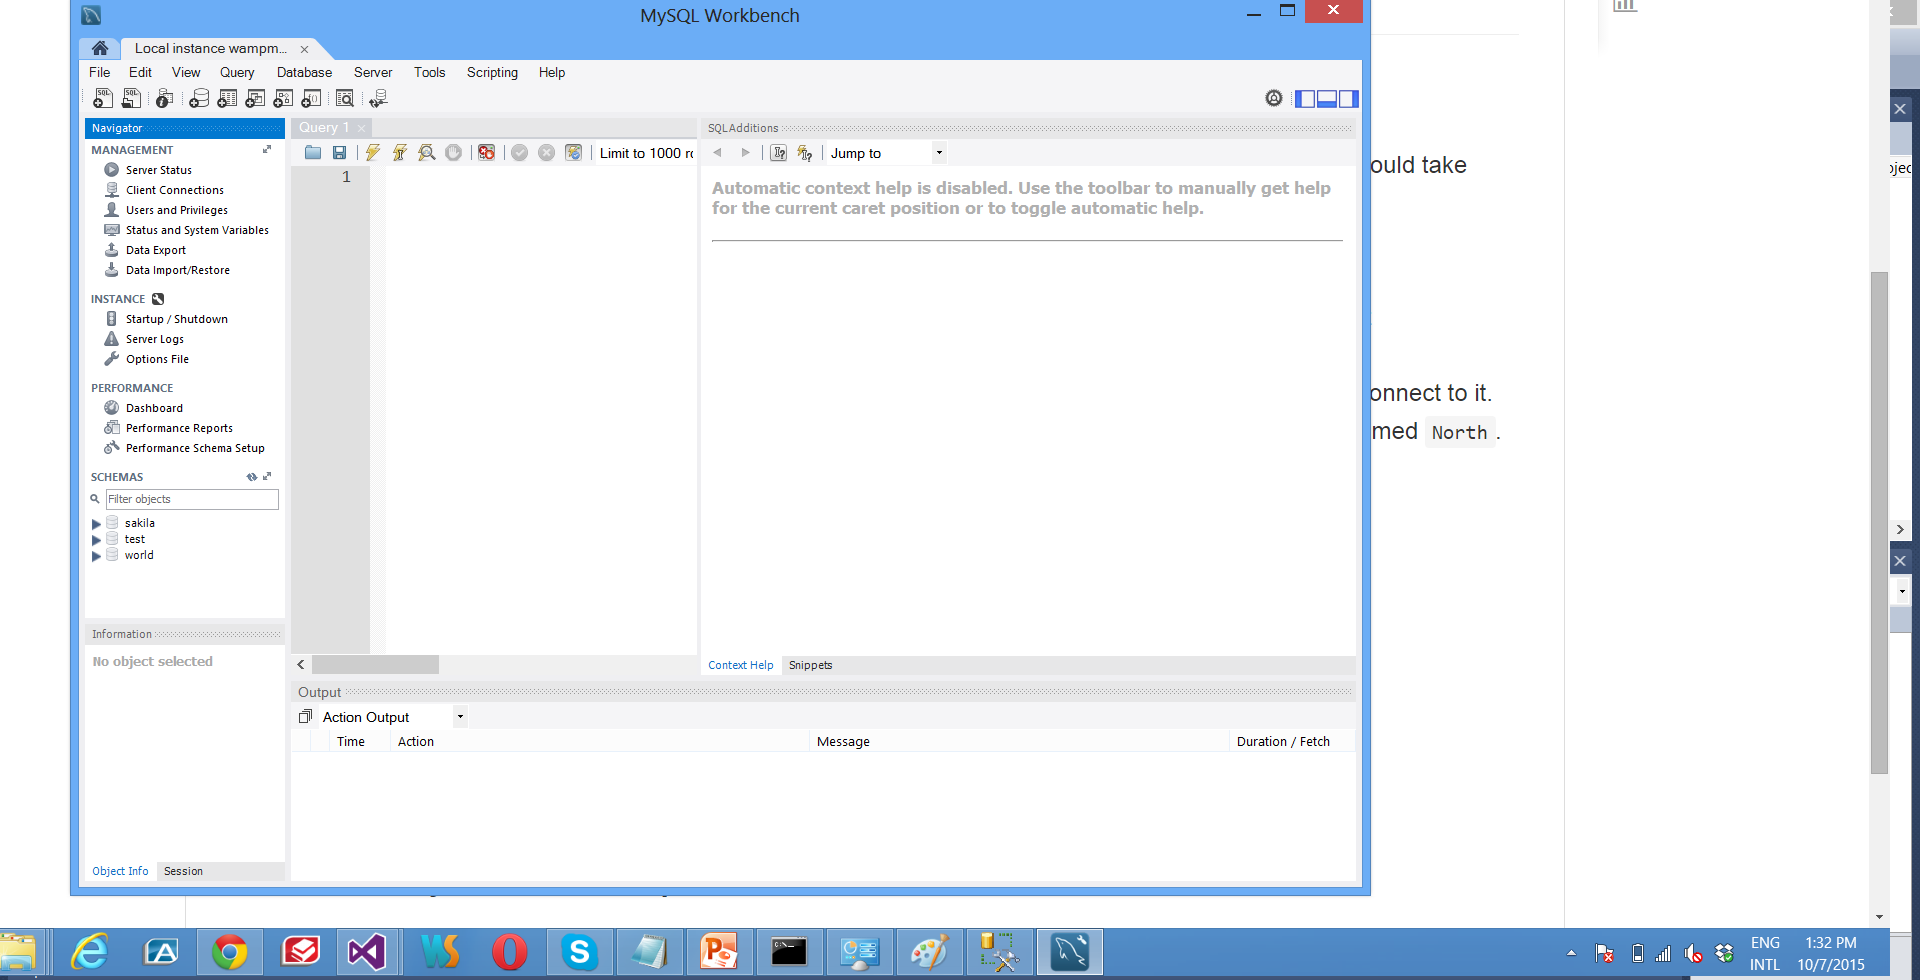 MySQL Workbench
Local instance wampm...
File Edit View Query Database Server Tools Scripting Help
Navigator
MANAGEMENT
Server Status
Client Connections
Users and Privileges
Status and System Variables
Data Export
Data Import/Restore
INSTANCE
Startup / Shutdown
Server Logs
Options File
PERFORMANCE
Dashboard
Performance Reports
Performance Schema Setup
SCHEMAS
Filter objects
sakila
test
world
Information
No object selected
Object Info Session
Query 1
Limit to 1000 r
1
SQLAdditions
Jump to
Automatic context help is disabled. Use the toolbar to manually get help
for the current caret position or to toggle automatic help.
Context Help Snippets
Output
Action Output
Time Action Message Duration / Fetch
ould take
onnect to it.
med North.
ojec
ENG
INTL
1:32 PM
10/7/2015